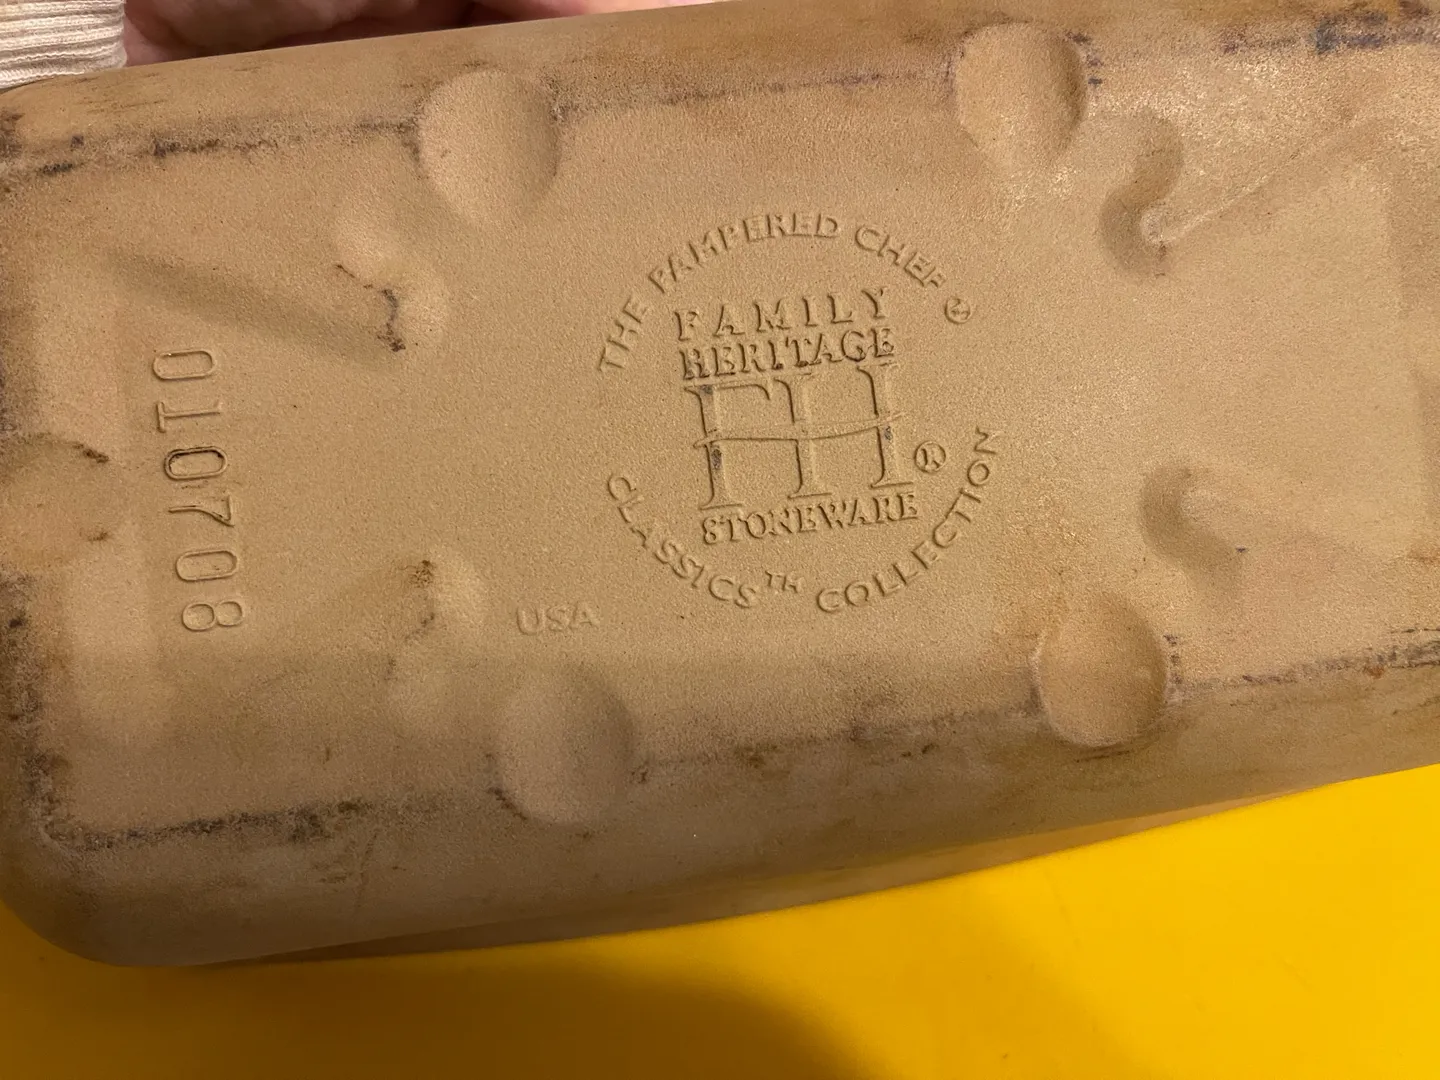 THE PAMPERED CHEF ®
FAMILY
HERITAGE
FH ®
STONEWARE
CLASSICS™ COLLECTION
USA
010708